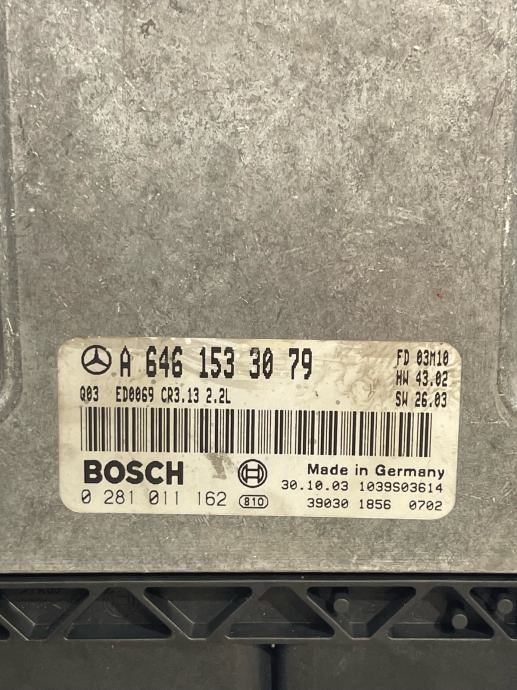 A 646 153 30 79
FD 03M10
HW 43.02
Q03 ED0069 CR3.13 2.2L
SW 26.03
BOSCH
Made in Germany
30.10.03 1039S03614
0 281 011 162 810
39030 1856 0702